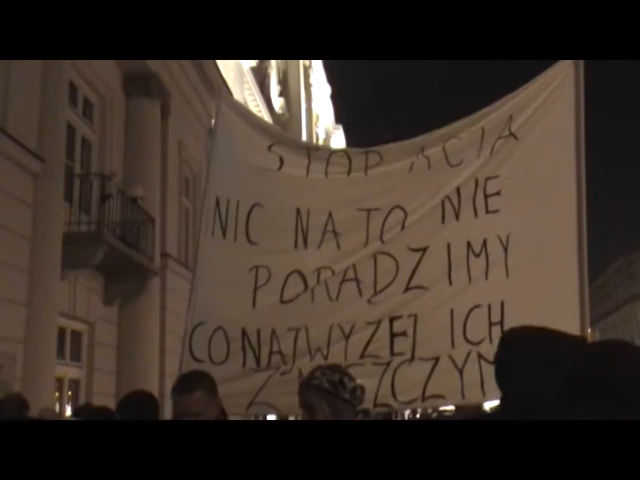 STOP ACTA
NIC NA TO NIE
PORADZIMY
CO NAJWYZEJ ICH